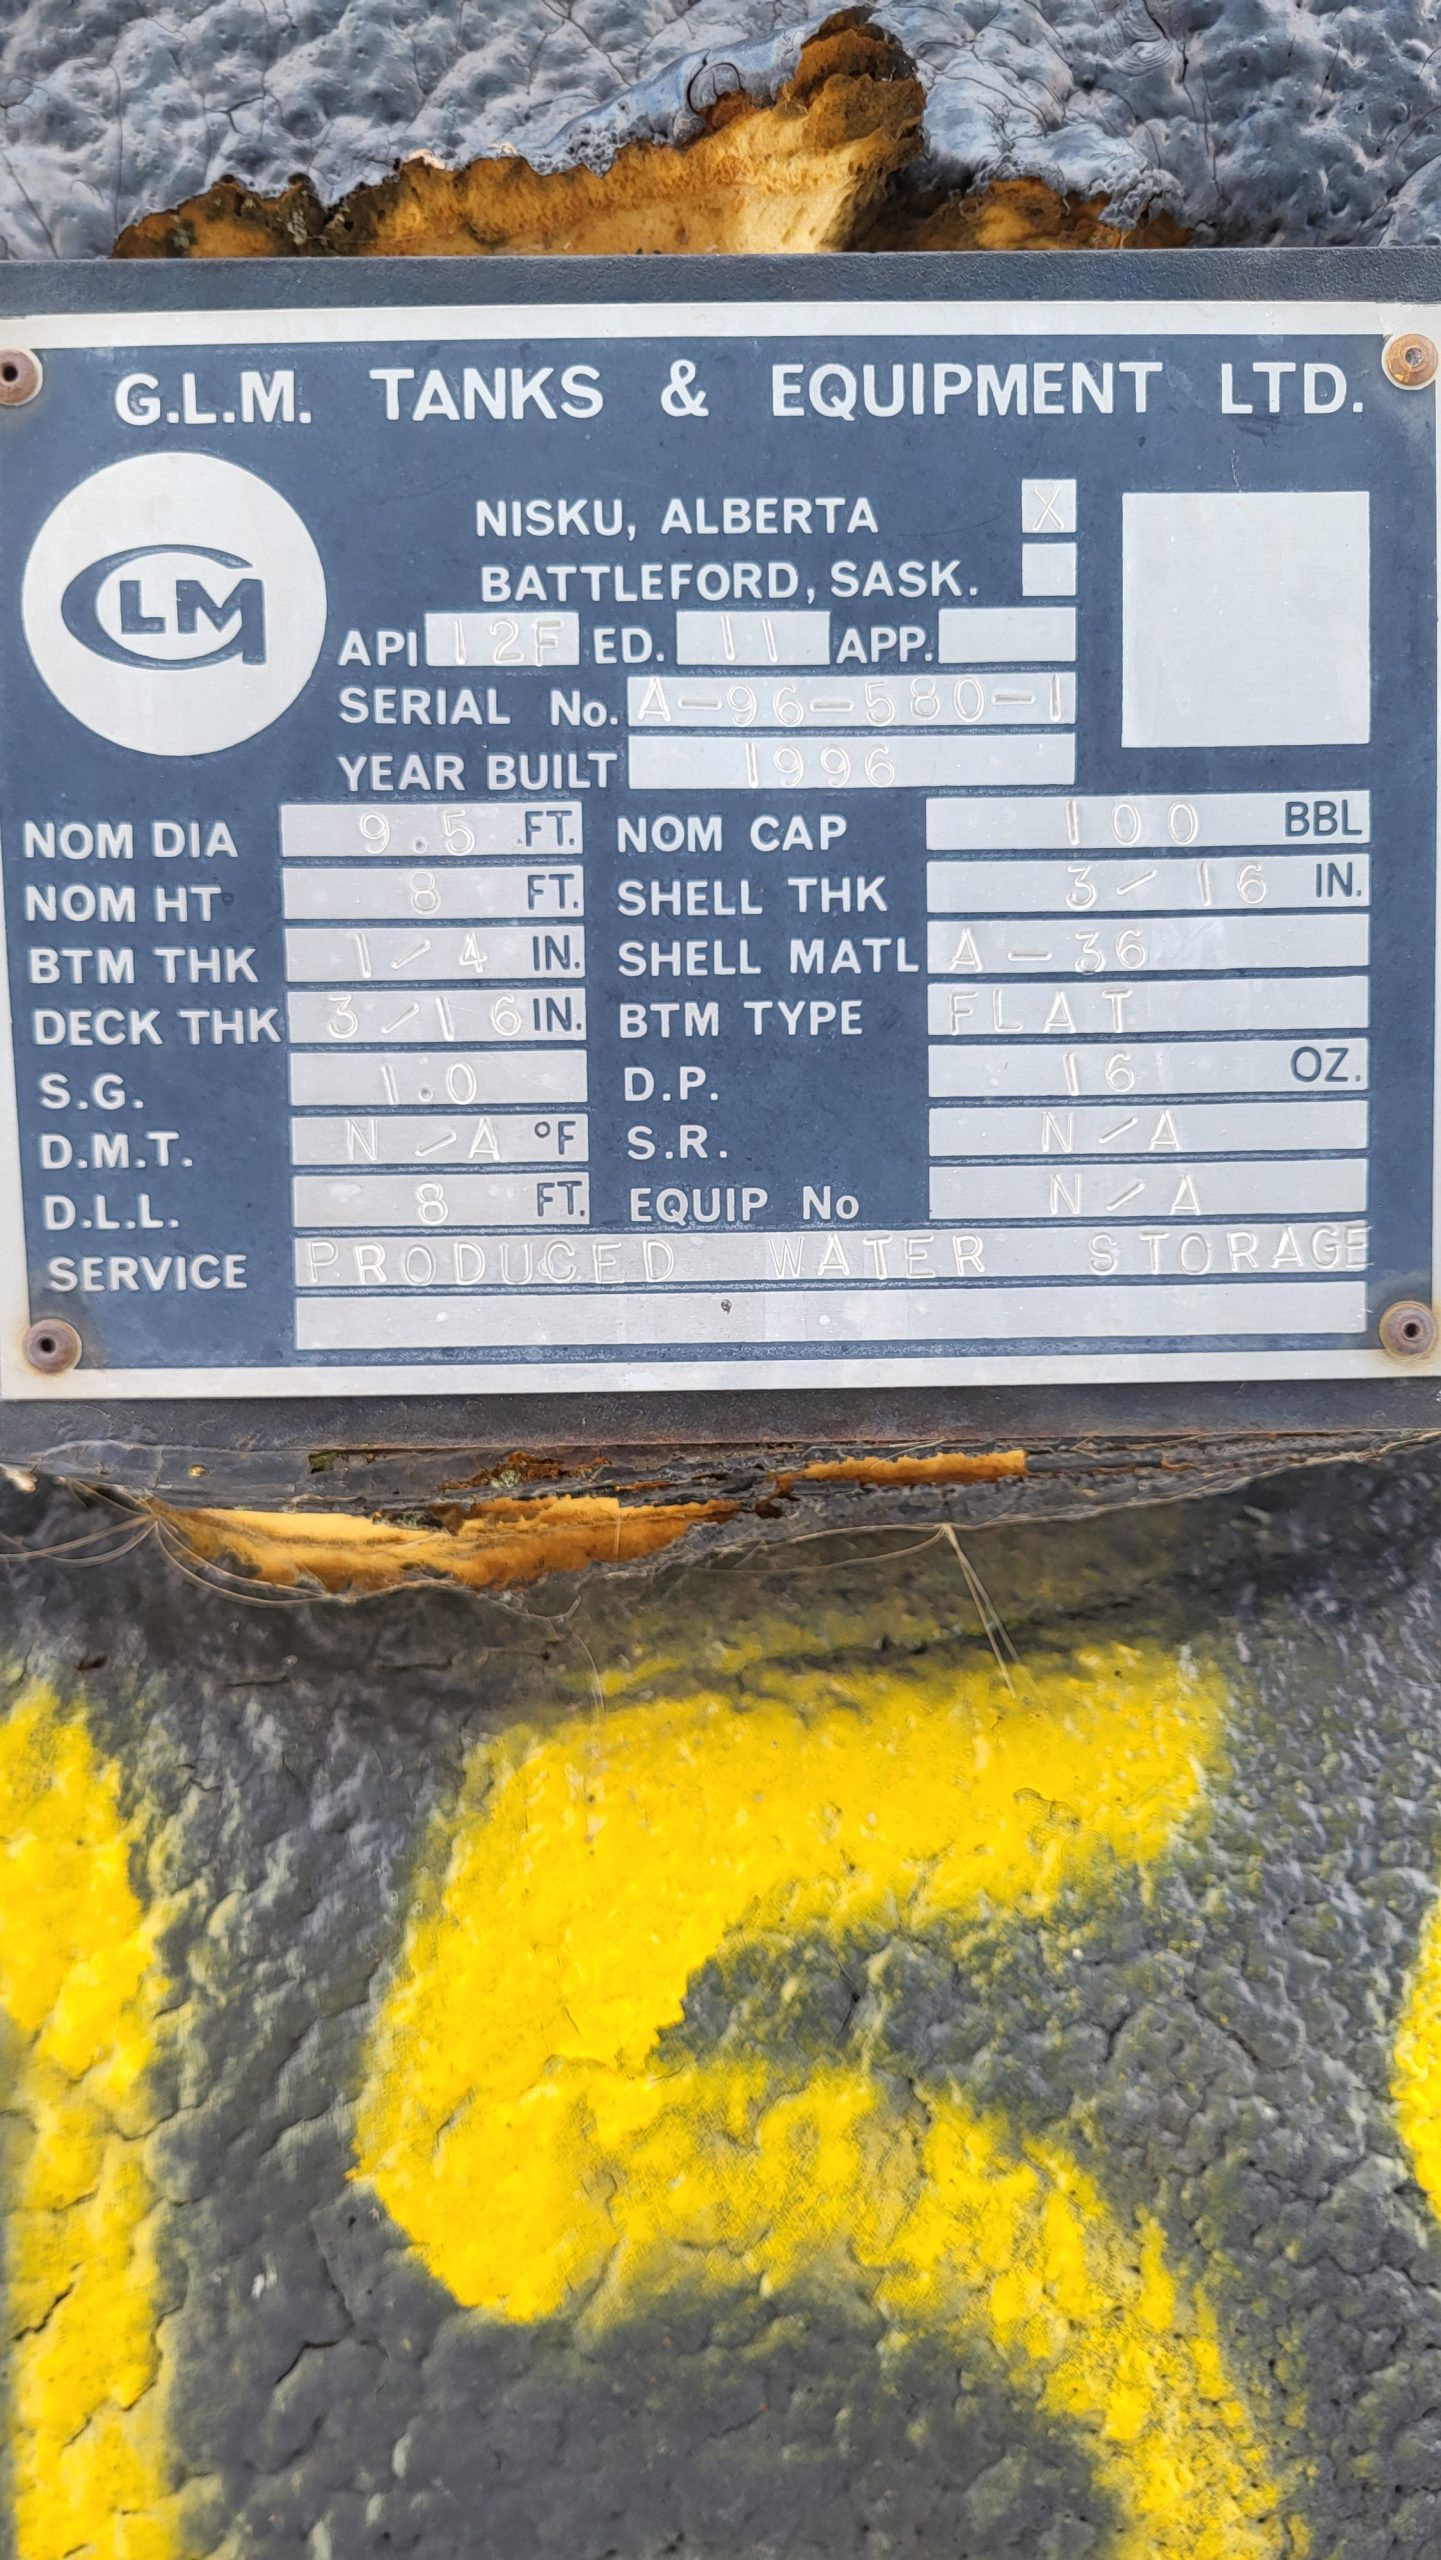 G.L.M. TANKS & EQUIPMENT LTD.
GLM
NISKU, ALBERTA X
BATTLEFORD, SASK.
API 12F ED. 11 APP.
SERIAL No. A-96-580-1
YEAR BUILT 1996
NOM DIA 9.5 FT. NOM CAP 100 BBL
NOM HT 8 FT. SHELL THK 3/16 IN.
BTM THK 1/4 IN. SHELL MATL A-36
DECK THK 3/16 IN. BTM TYPE FLAT
S.G. 1.0 D.P. 16 OZ.
D.M.T. N/A °F S.R. N/A
D.L.L. 8 FT. EQUIP No N/A
SERVICE PRODUCED WATER STORAGE